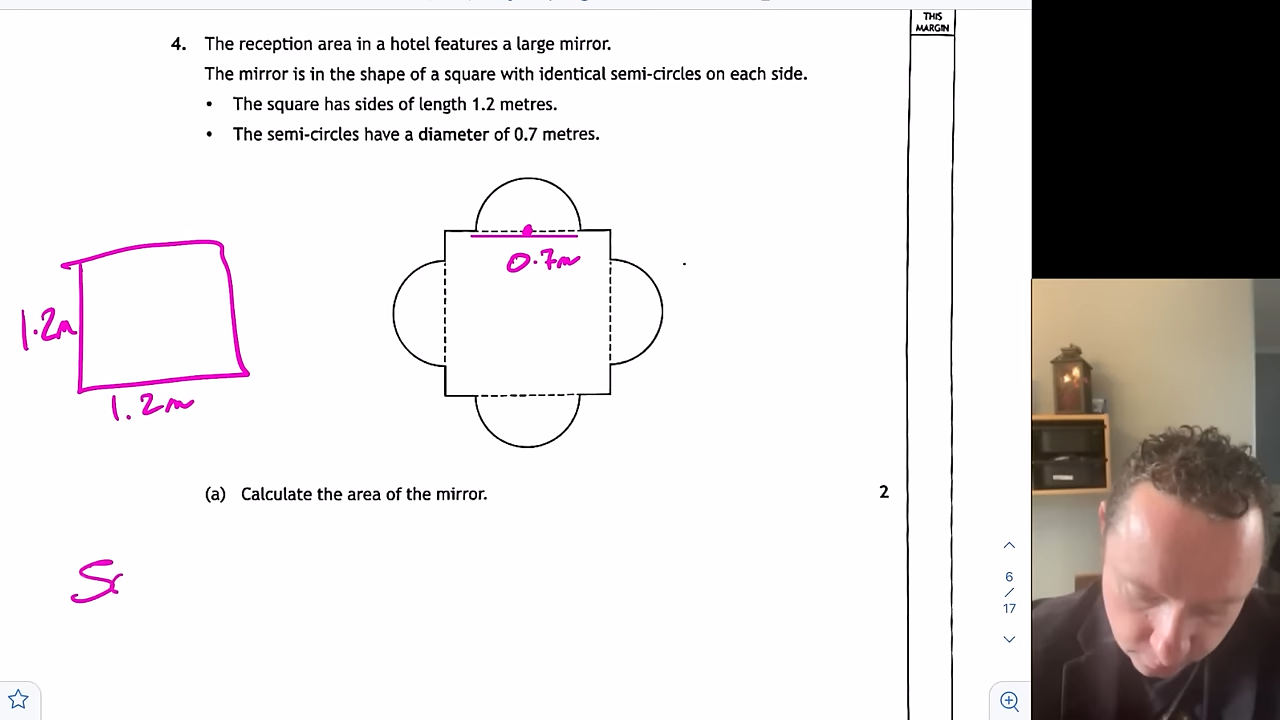 THIS
MARGIN
4. The reception area in a hotel features a large mirror.
The mirror is in the shape of a square with identical semi-circles on each side.
• The square has sides of length 1.2 metres.
• The semi-circles have a diameter of 0.7 metres.
0.7m
1.2m
1.2m
(a) Calculate the area of the mirror.
2
6
/
17